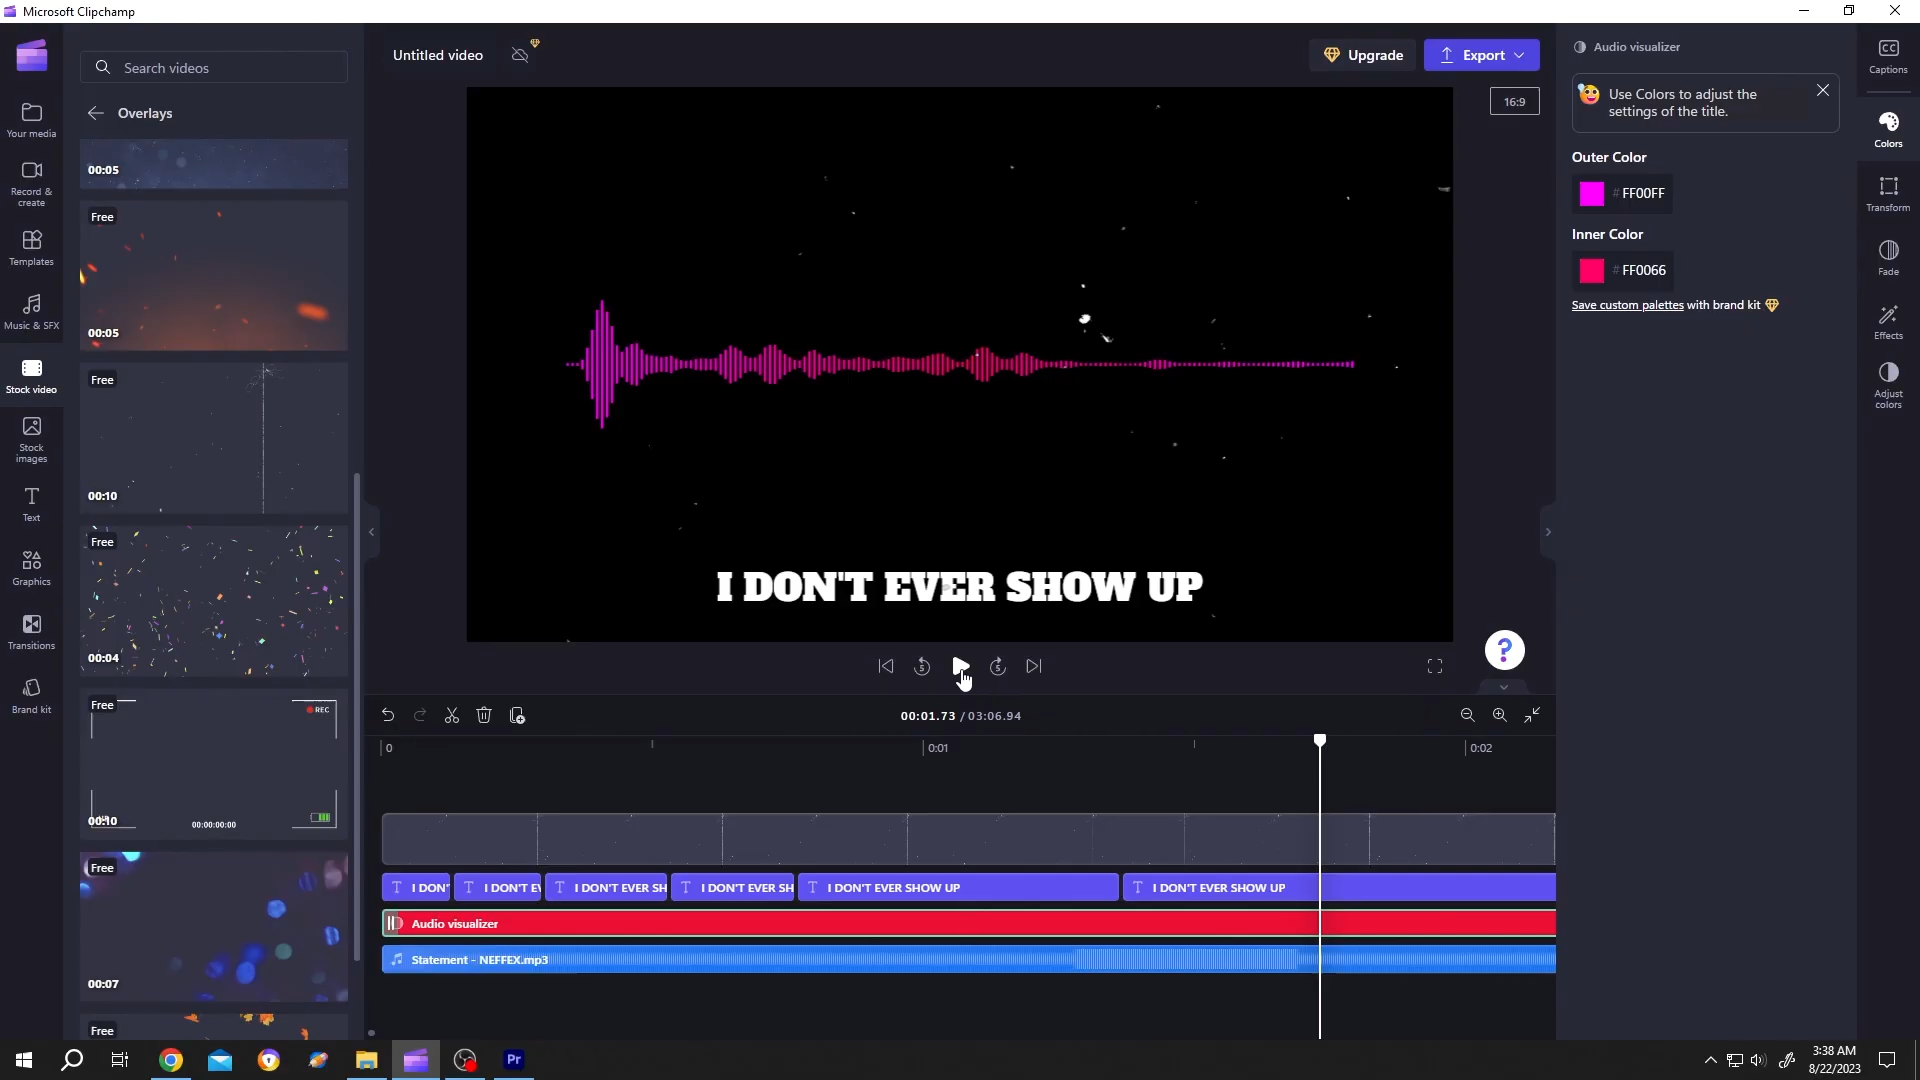 Microsoft Clipchamp
Search videos
Overlays
Untitled video
Upgrade
Export
Audio visualizer
Captions
Use Colors to adjust the
settings of the title.
16:9
Your media
Record &
create
Templates
Music & SFX
Stock video
Stock
images
Text
Graphics
Transitions
Brand kit
00:05
Free
00:05
Free
00:10
Free
00:04
Free
REC
00:10
00:00:00:00
Free
00:07
Free
Outer Color
# FF00FF
Inner Color
# FF0066
Save custom palettes with brand kit
Colors
Transform
Fade
Effects
Adjust
colors
I DON'T EVER SHOW UP
5
5
?
00:01.73 / 03:06.94
0
0:01
0:02
T I DON'
T I DON'T EV
T I DON'T EVER SH
T I DON'T EVER SH
T I DON'T EVER SHOW UP
T I DON'T EVER SHOW UP
Audio visualizer
Statement - NEFFEX.mp3
Pr
3:38 AM
8/22/2023